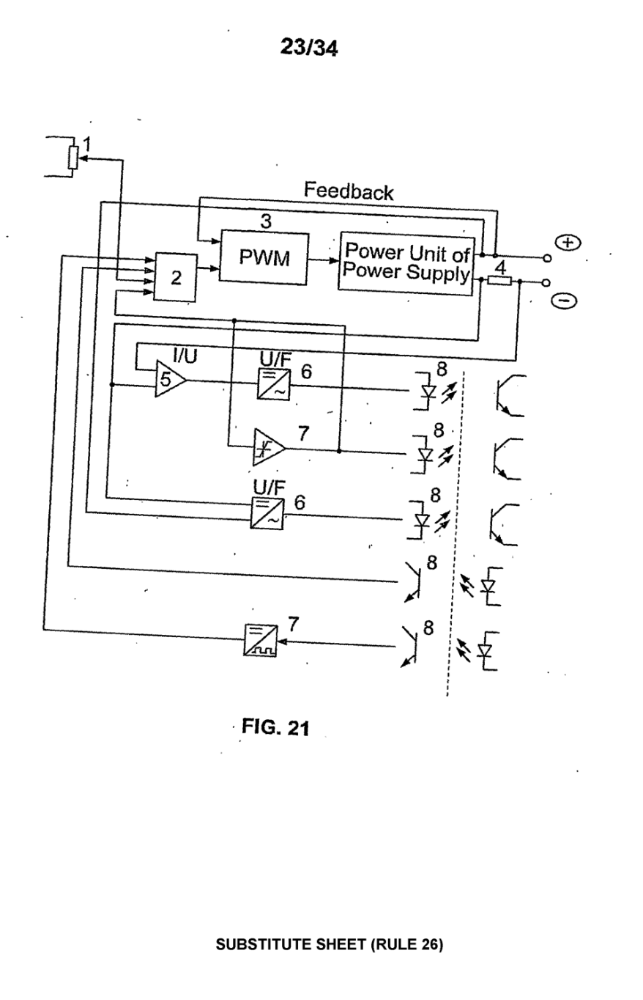 23/34
1
Feedback
3
+
PWM
Power Unit of
Power Supply
4
2
−
I/U
U/F
6
8
5
7
8
U/F
6
8
8
7
8
FIG. 21
SUBSTITUTE SHEET (RULE 26)